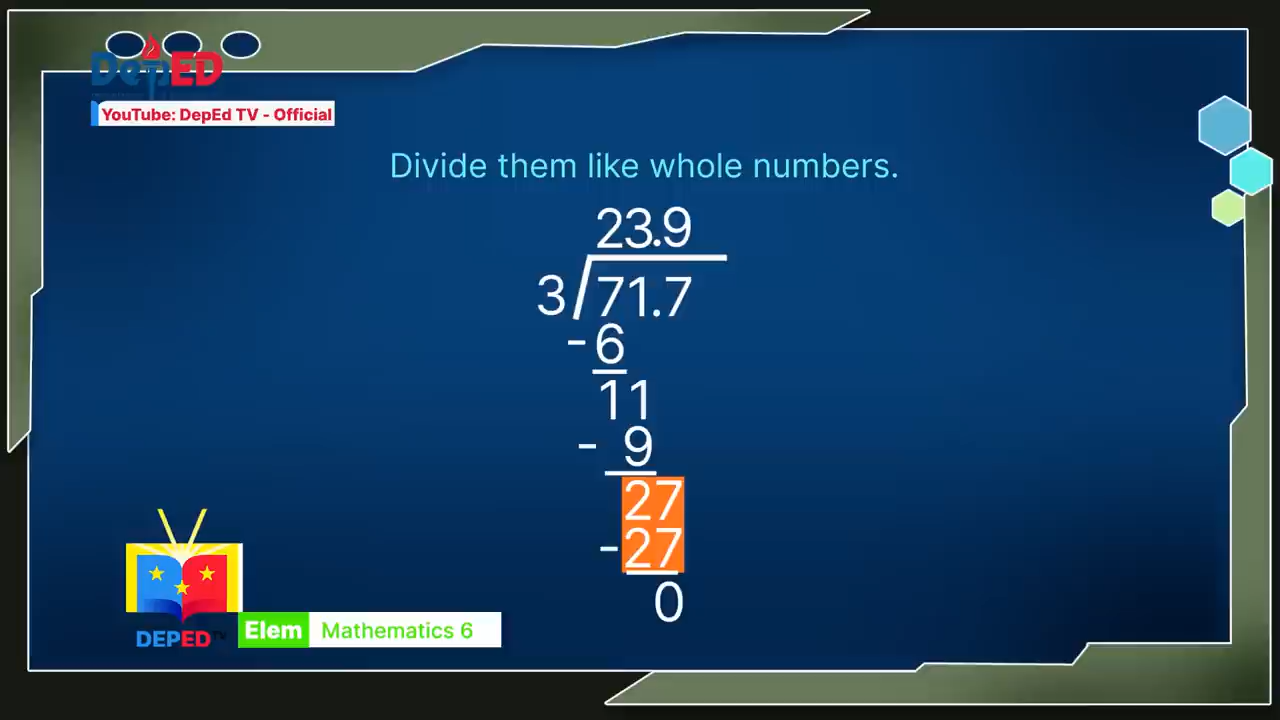 DepED
YouTube: DepEd TV - Official
Divide them like whole numbers.
23.9
3 71.7
-6
11
- 9
27
-27
0
DEPED TV
Elem Mathematics 6